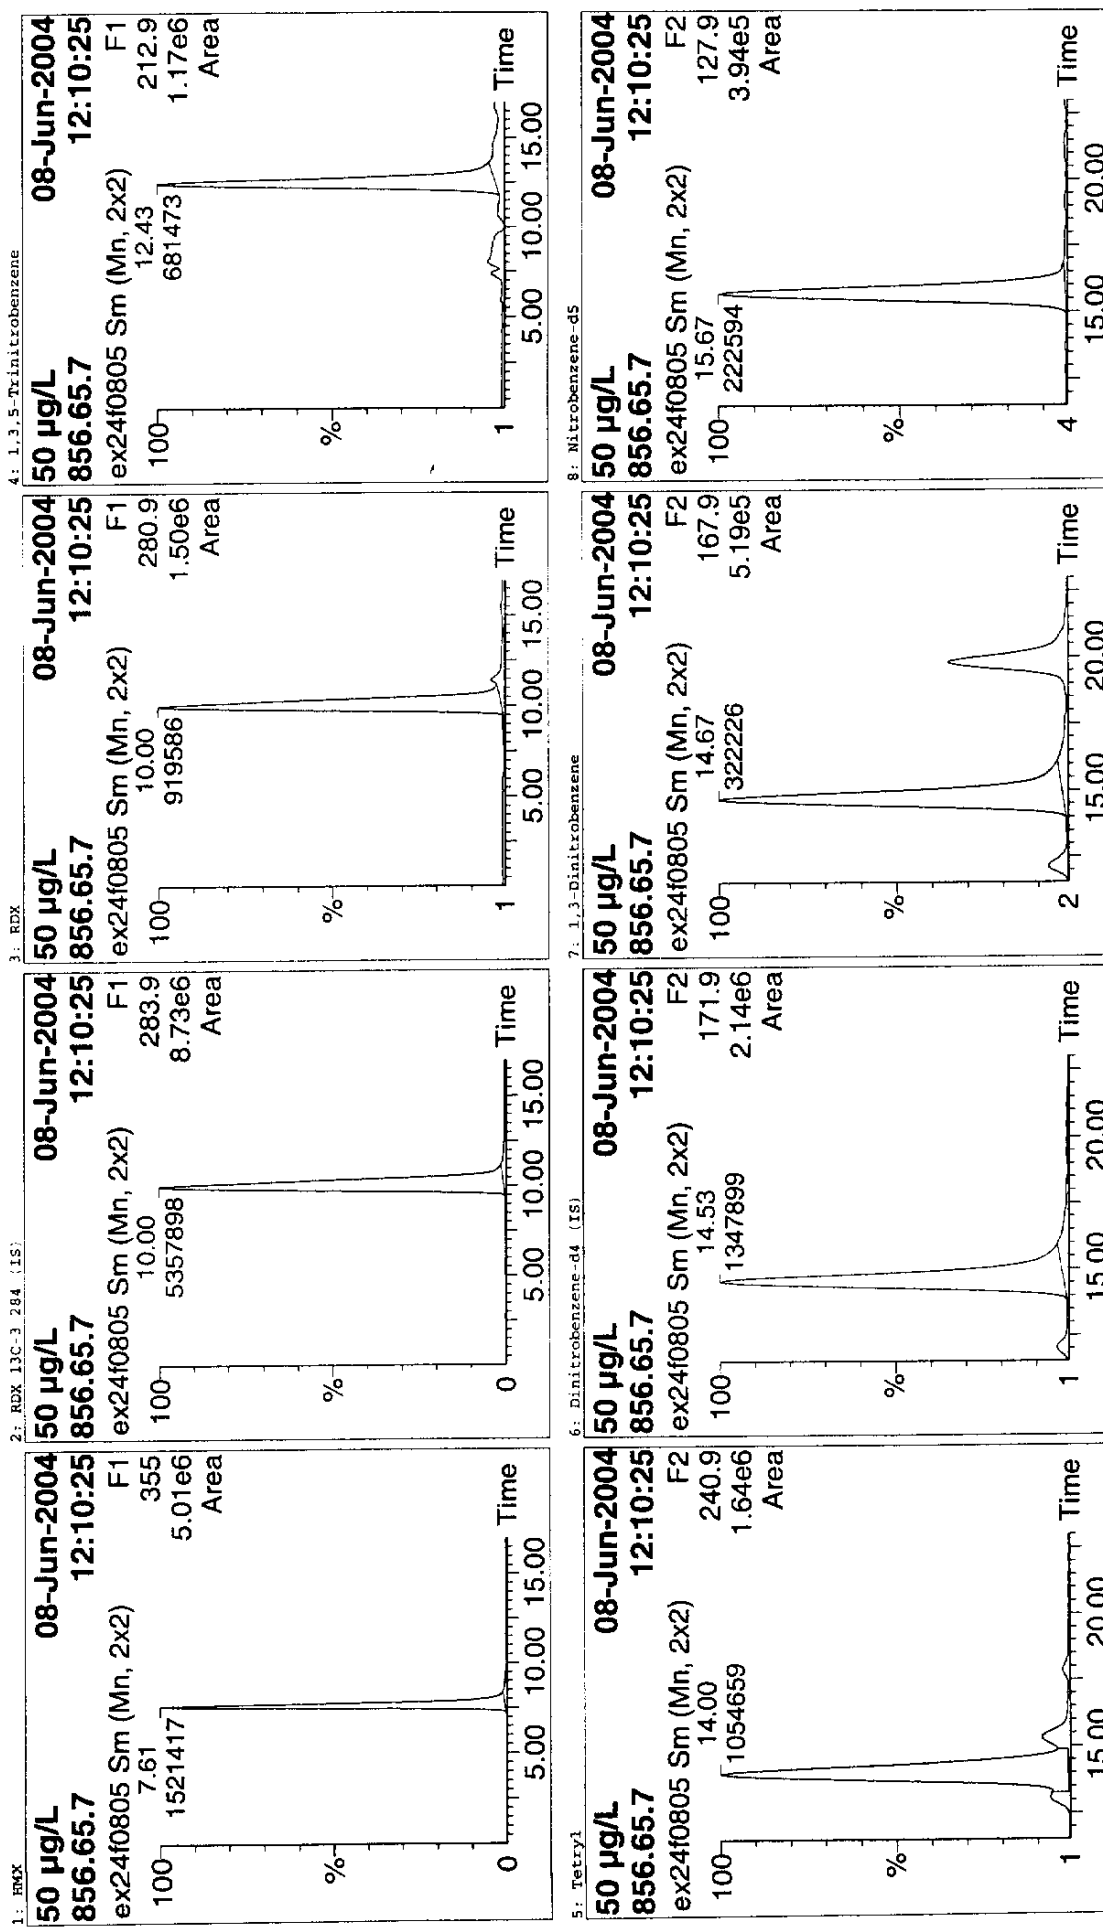 1: HMX
50 µg/L 08-Jun-2004
856.65.7 12:10:25
ex24f0805 Sm (Mn, 2x2) F1
7.61 355
1521417 5.01e6
Area
100
%
0
5.00 10.00 15.00 Time
2: RDX 13C-3 284 (IS)
50 µg/L 08-Jun-2004
856.65.7 12:10:25
ex24f0805 Sm (Mn, 2x2) F1
10.00 283.9
5357898 8.73e6
Area
100
%
0
5.00 10.00 15.00 Time
3: RDX
50 µg/L 08-Jun-2004
856.65.7 12:10:25
ex24f0805 Sm (Mn, 2x2) F1
10.00 280.9
919586 1.50e6
Area
100
%
1
5.00 10.00 15.00 Time
4: 1,3,5-Trinitrobenzene
50 µg/L 08-Jun-2004
856.65.7 12:10:25
ex24f0805 Sm (Mn, 2x2) F1
12.43 212.9
681473 1.17e6
Area
100
%
1
5.00 10.00 15.00 Time
5: Tetryl
50 µg/L 08-Jun-2004
856.65.7 12:10:25
ex24f0805 Sm (Mn, 2x2) F2
14.00 240.9
1054659 1.64e6
Area
100
%
1
15.00 20.00 Time
6: Dinitrobenzene-d4 (IS)
50 µg/L 08-Jun-2004
856.65.7 12:10:25
ex24f0805 Sm (Mn, 2x2) F2
14.53 171.9
1347899 2.14e6
Area
100
%
1
15.00 20.00 Time
7: 1,3-Dinitrobenzene
50 µg/L 08-Jun-2004
856.65.7 12:10:25
ex24f0805 Sm (Mn, 2x2) F2
14.67 167.9
322226 5.19e5
Area
100
%
2
15.00 20.00 Time
8: Nitrobenzene-d5
50 µg/L 08-Jun-2004
856.65.7 12:10:25
ex24f0805 Sm (Mn, 2x2) F2
15.67 127.9
222594 3.94e5
Area
100
%
4
15.00 20.00 Time